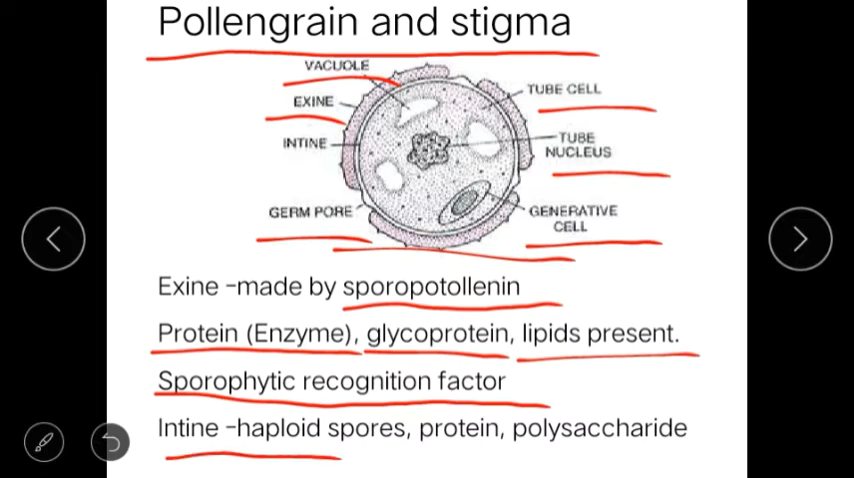 Pollengrain and stigma
VACUOLE
TUBE CELL
EXINE
INTINE
TUBE
NUCLEUS
GERM PORE
GENERATIVE
CELL
Exine -made by sporopotollenin
Protein (Enzyme), glycoprotein, lipids present.
Sporophytic recognition factor
Intine -haploid spores, protein, polysaccharide